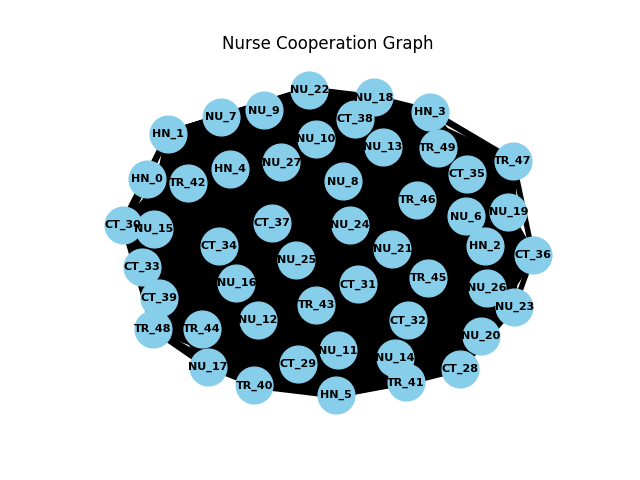 Nurse Cooperation Graph
NU_22
NU_18
NU_9
HN_3
NU_7
CT_38
HN_1
NU_10
NU_13
TR_49
TR_47
NU_27
HN_4
CT_35
HN_0
TR_42
NU_8
TR_46
NU_19
NU_6
CT_37
CT_30
NU_15
NU_24
CT_34
HN_2
NU_21
CT_36
NU_25
CT_33
TR_45
NU_16
CT_31
NU_26
CT_39
TR_43
NU_23
NU_12
CT_32
TR_48
TR_44
NU_20
NU_11
NU_14
CT_29
NU_17
CT_28
TR_41
TR_40
HN_5